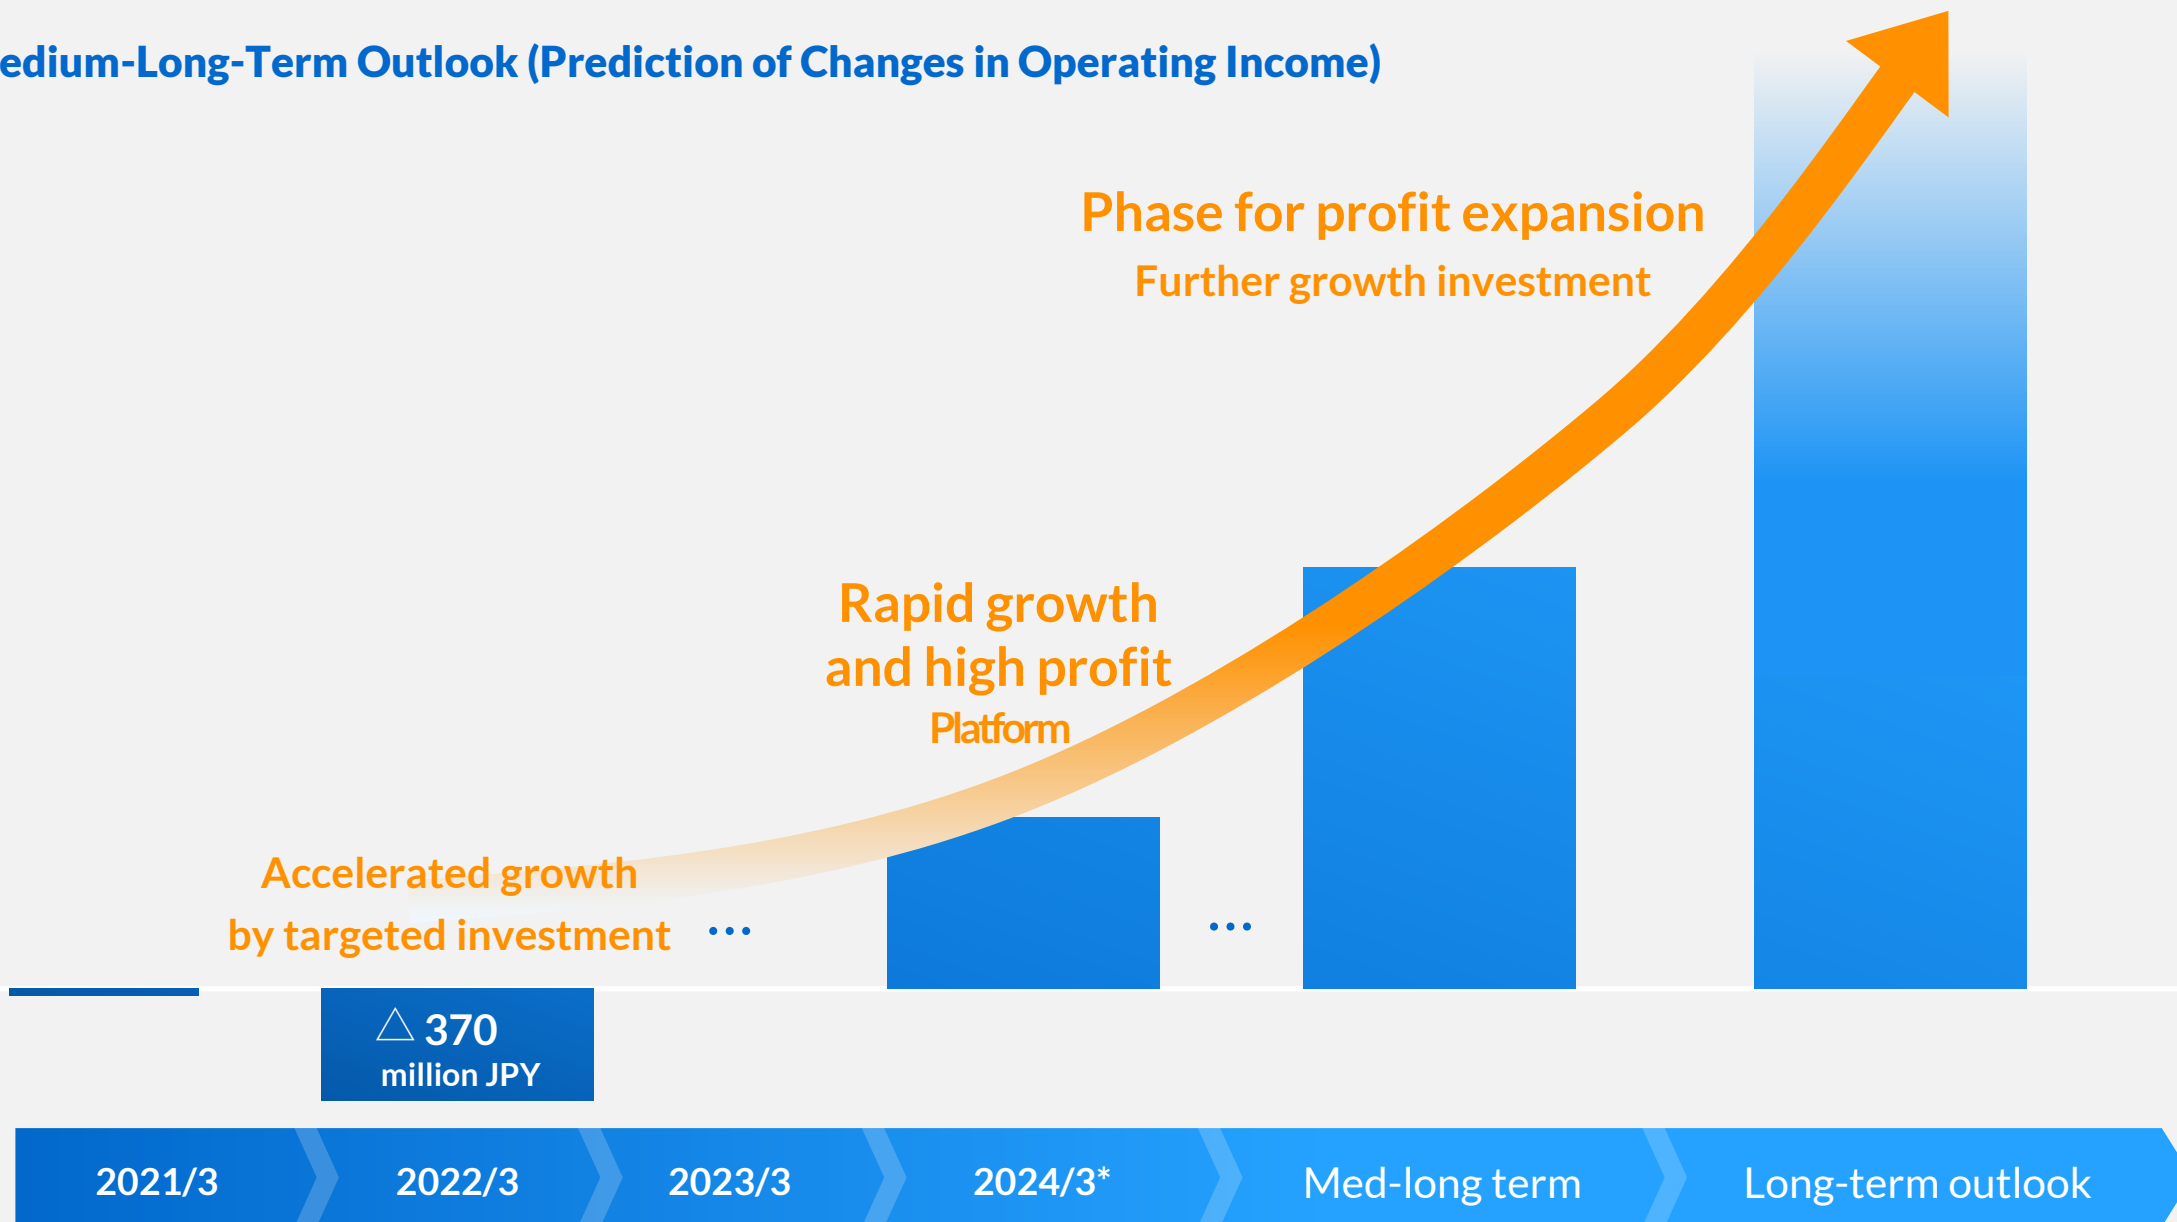 edium-Long-Term Outlook (Prediction of Changes in Operating Income)
Phase for profit expansion
Further growth investment
Rapid growth
and high profit
Platform
Accelerated growth
by targeted investment
...
...
△ 370
million JPY
2021/3
2022/3
2023/3
2024/3*
Med-long term
Long-term outlook